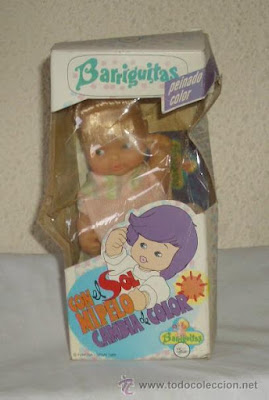 Barriguitas
peinado
color
CON el SOL
MI PELO
CAMBIA de COLOR
Barriguitas
www.todocoleccion.net